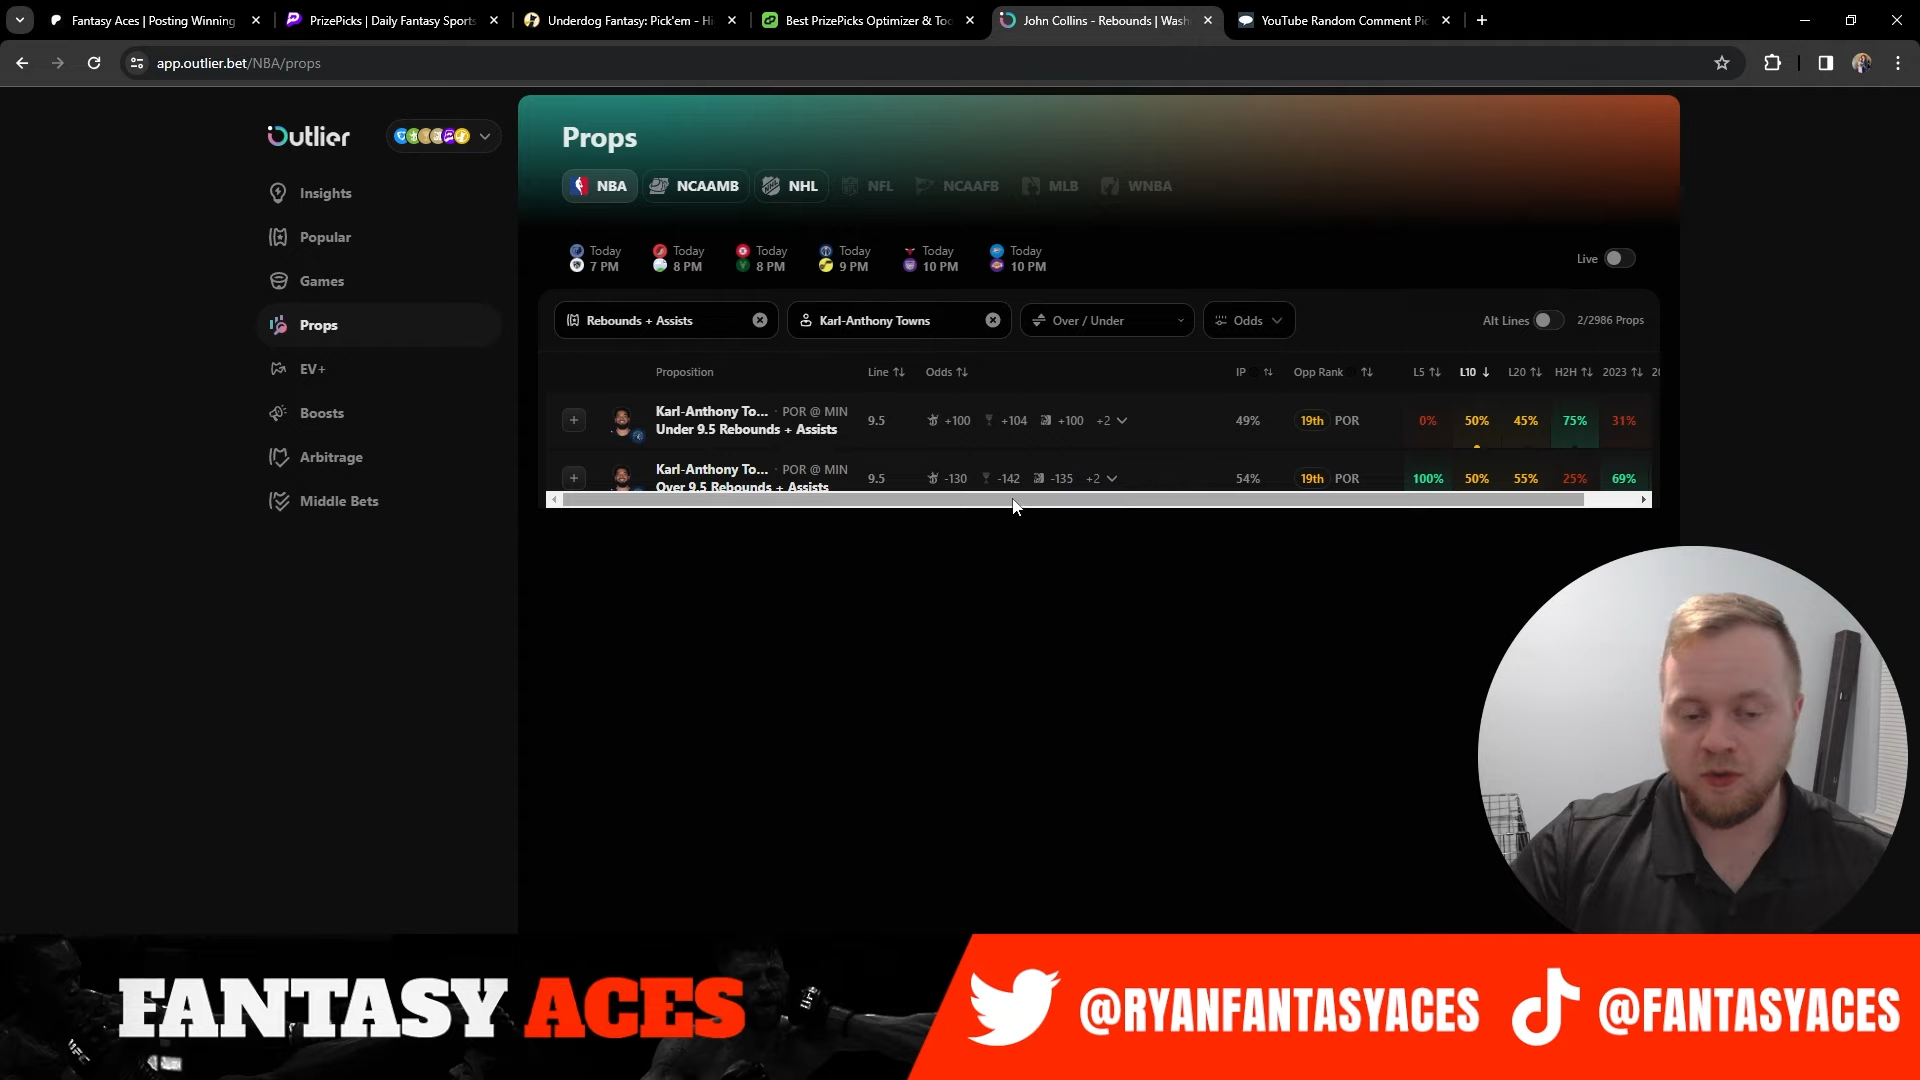 Fantasy Aces | Posting Winning
PrizePicks | Daily Fantasy Sports
Underdog Fantasy: Pick'em - Hi
Best PrizePicks Optimizer & Too
John Collins - Rebounds | Wash
YouTube Random Comment Pic
app.outlier.bet/NBA/props
Outlier
Insights
Popular
Games
Props
EV+
Boosts
Arbitrage
Middle Bets
Props
NBA NCAAMB NHL NFL NCAAFB MLB WNBA
Today Today Today Today Today Today
7 PM 8 PM 8 PM 9 PM 10 PM 10 PM
Live
Rebounds + Assists Karl-Anthony Towns Over / Under Odds Alt Lines 2/2986 Props
Proposition Line Odds IP Opp Rank L5 L10 L20 H2H 2023
Karl-Anthony To... · POR @ MIN
Under 9.5 Rebounds + Assists 9.5 +100 +104 +100 +2 49% 19th POR 0% 50% 45% 75% 31%
Karl-Anthony To... · POR @ MIN
Over 9.5 Rebounds + Assists 9.5 -130 -142 -135 +2 54% 19th POR 100% 50% 55% 25% 69%
FANTASY ACES
@RYANFANTASYACES
@FANTASYACES